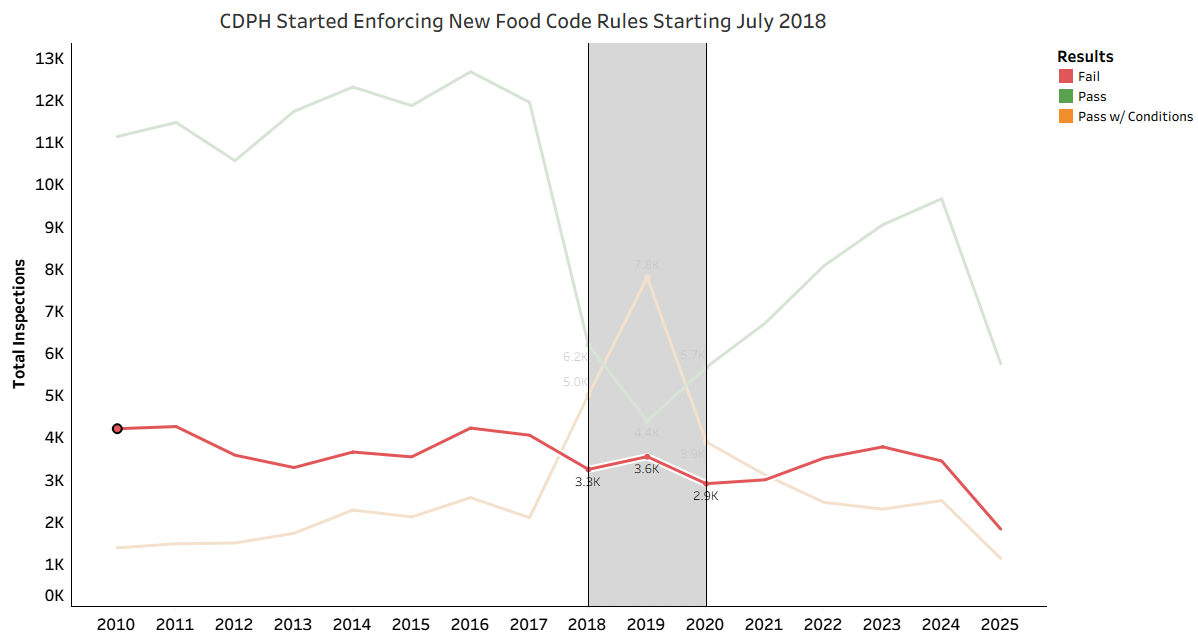 CDPH Started Enforcing New Food Code Rules Starting July 2018
Results
Fail
Pass
Pass w/ Conditions
Total Inspections
13K
12K
11K
10K
9K
8K
7K
6K
5K
4K
3K
2K
1K
0K
7.8K
6.2K
5.7K
5.0K
4.4K
3.9K
3.6K
3.3K
2.9K
2010 2011 2012 2013 2014 2015 2016 2017 2018 2019 2020 2021 2022 2023 2024 2025